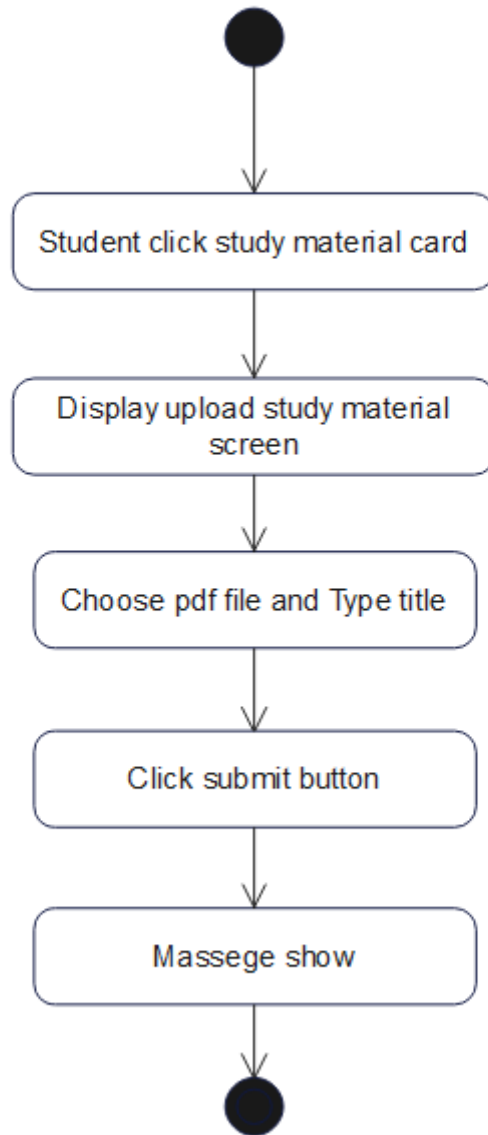 Student click study material card
Display upload study material
screen
Choose pdf file and Type title
Click submit button
Massege show